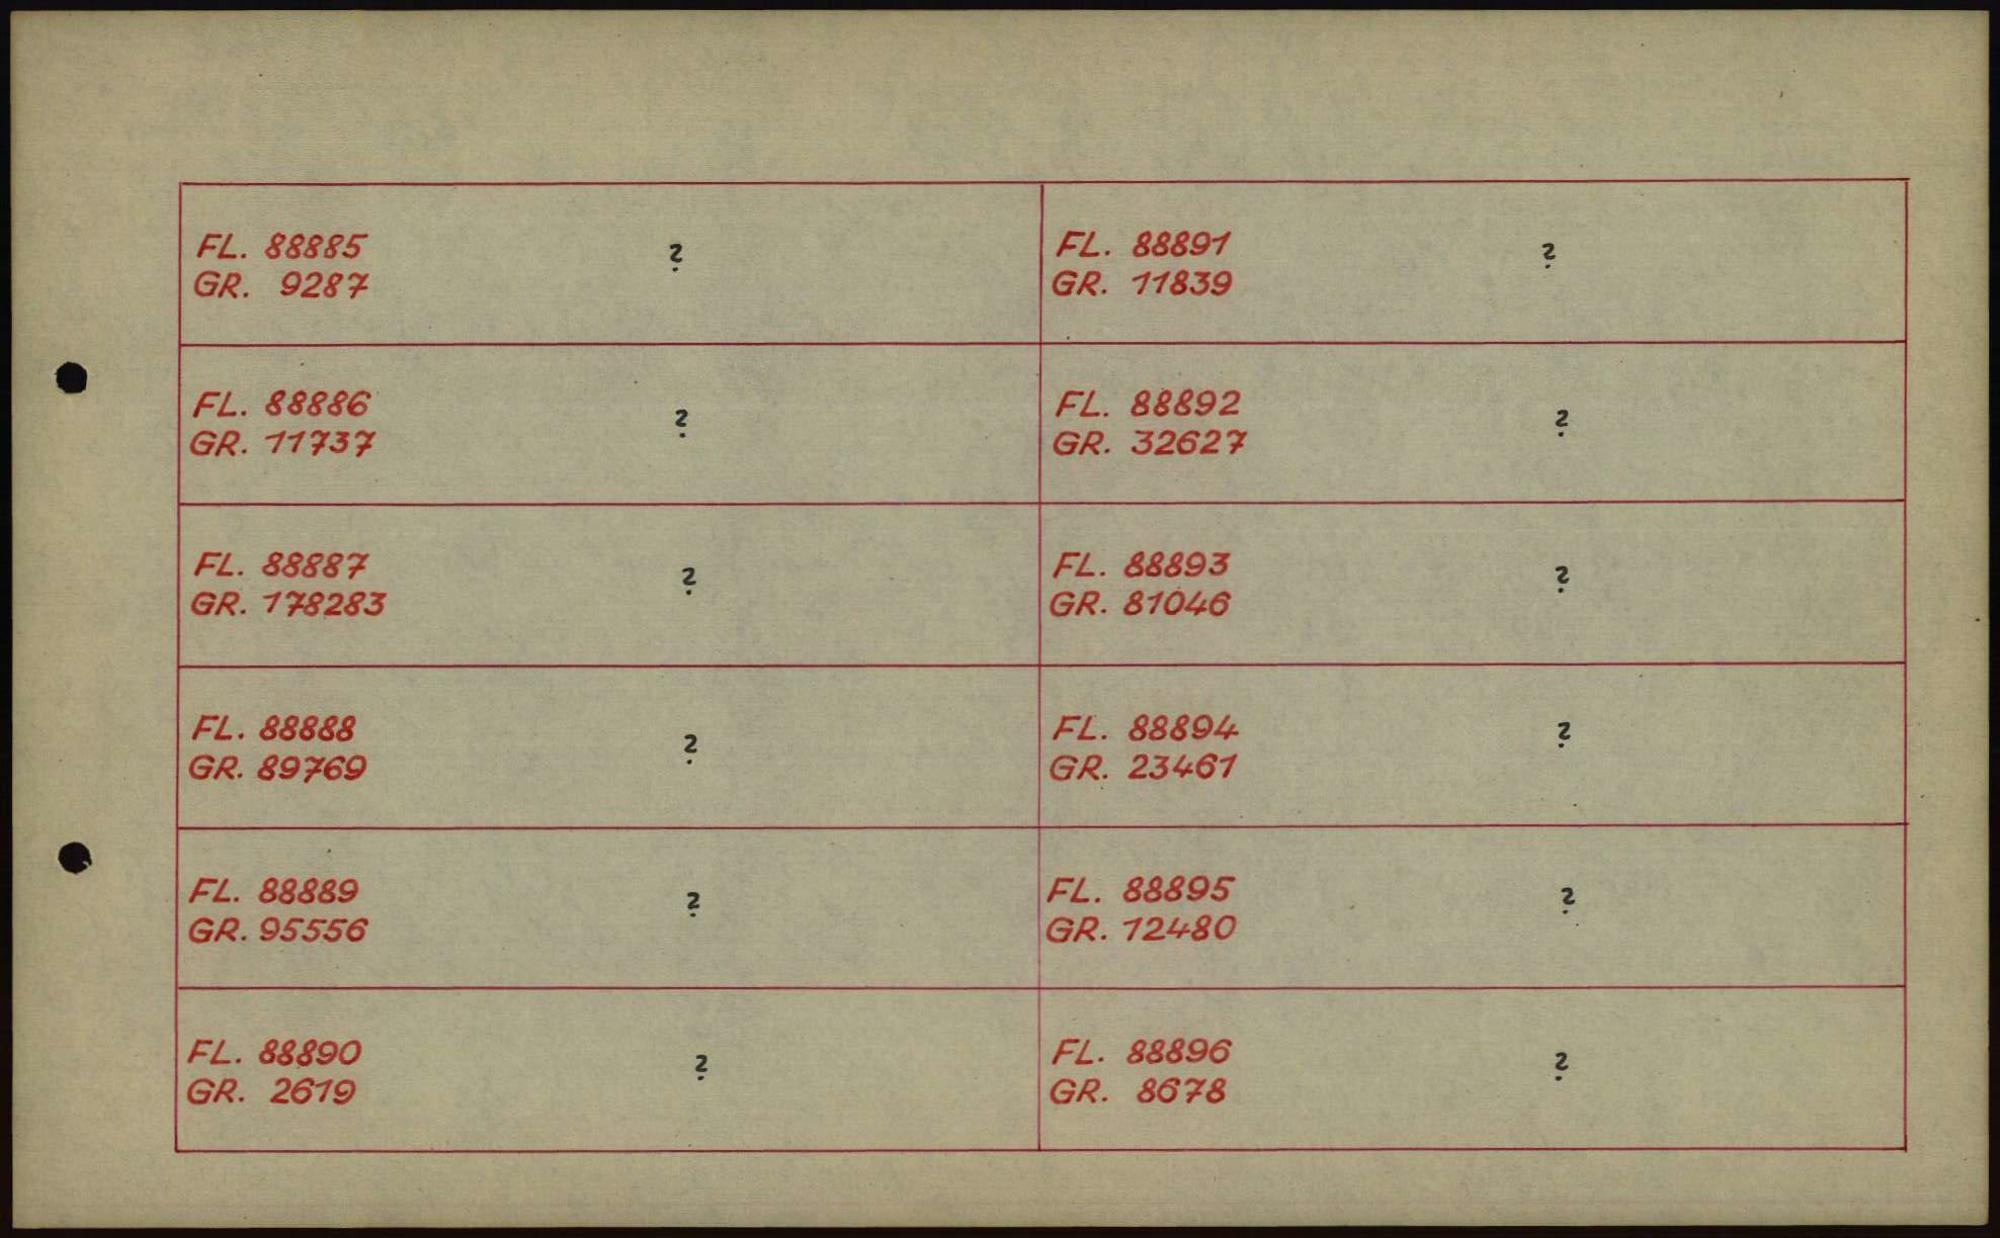 FL. 88885 ?
GR. 9287
FL. 88886 ?
GR. 11737
FL. 88887 ?
GR. 178283
FL. 88888 ?
GR. 89769
FL. 88889 ?
GR. 95556
FL. 88890 ?
GR. 2619
FL. 88891 ?
GR. 11839
FL. 88892 ?
GR. 32627
FL. 88893 ?
GR. 81046
FL. 88894 ?
GR. 23461
FL. 88895 ?
GR. 12480
FL. 88896 ?
GR. 8678